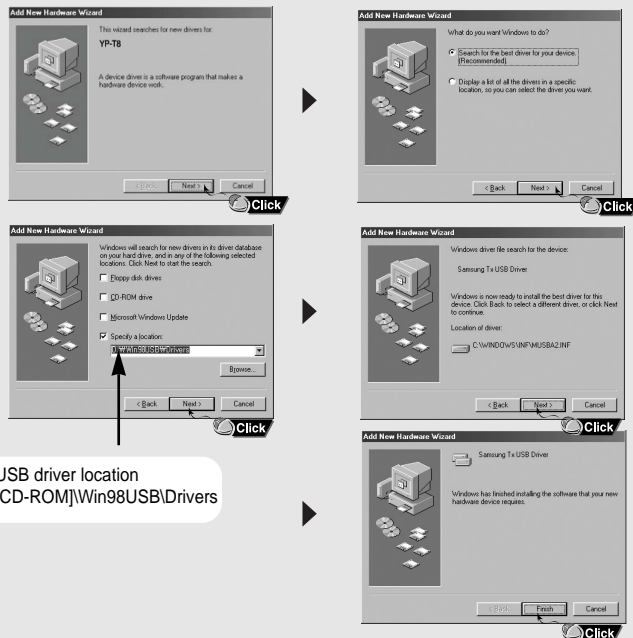 Add New Hardware Wizard
This wizard searches for new drivers for:
YP-T8
A device driver is a software program that makes a
hardware device work.
< Back
Next >
Cancel
Click
Add New Hardware Wizard
What do you want Windows to do?
Search for the best driver for your device.
(Recommended).
Display a list of all the drivers in a specific
location, so you can select the driver you want.
< Back
Next >
Cancel
Click
Add New Hardware Wizard
Windows will search for new drivers in its driver database
on your hard drive, and in any of the following selected
locations. Click Next to start the search.
Floppy disk drives
CD-ROM drive
Microsoft Windows Update
Specify a location:
D:₩Win98USB₩Drivers
Browse...
< Back
Next >
Cancel
Click
USB driver location
CD-ROM]\Win98USB\Drivers
Add New Hardware Wizard
Windows driver file search for the device:
Samsung Tx USB Driver
Windows is now ready to install the best driver for this
device. Click Back to select a different driver, or click Next
to continue.
Location of driver:
C:\WINDOWS\INF\MUSBA2.INF
< Back
Next >
Cancel
Click
Add New Hardware Wizard
Samsung Tx USB Driver
Windows has finished installing the software that your new
hardware device requires.
< Back
Finish
Cancel
Click